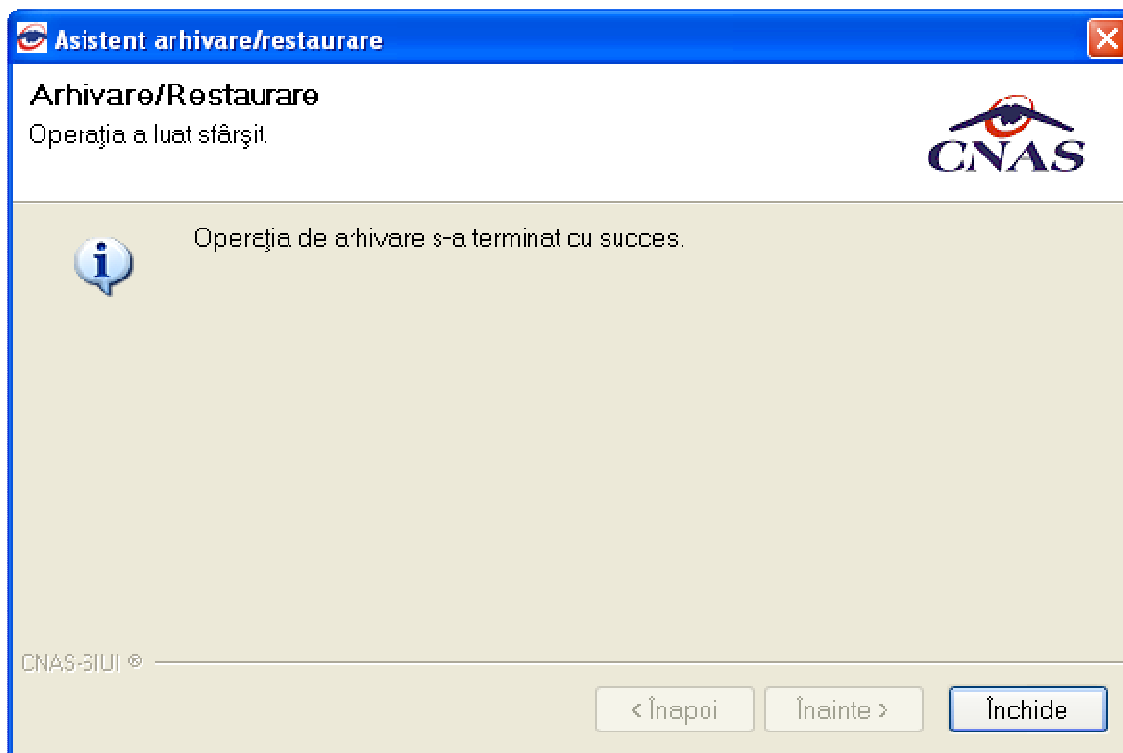 Asistent arhivare/restaurare
Arhivare/Restaurare
Operaţia a luat sfârşit.
CNAS
Operaţia de arhivare s-a terminat cu succes.
CNAS-SIUI ®
< Înapoi
Înainte >
Închide